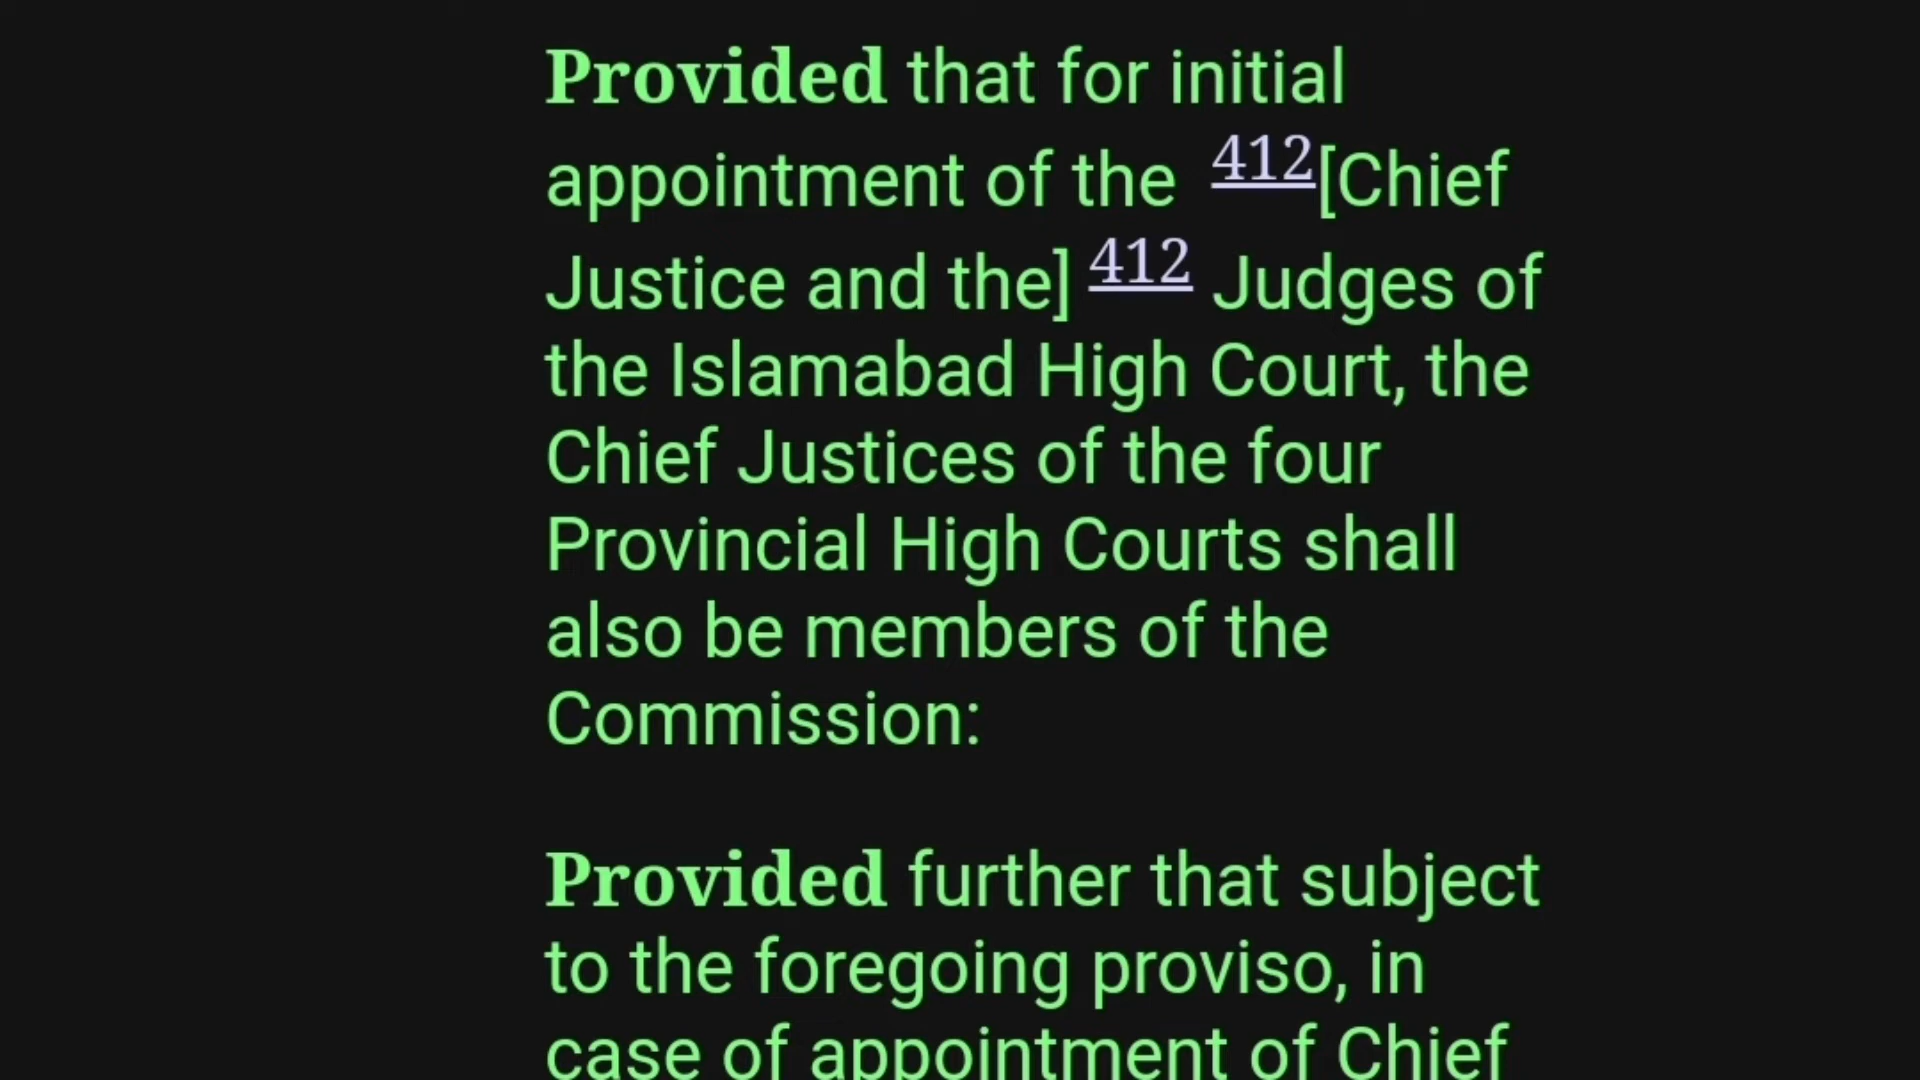 Provided that for initial
appointment of the 412[Chief
Justice and the] 412 Judges of
the Islamabad High Court, the
Chief Justices of the four
Provincial High Courts shall
also be members of the
Commission:
Provided further that subject
to the foregoing proviso, in
case of appointment of Chief